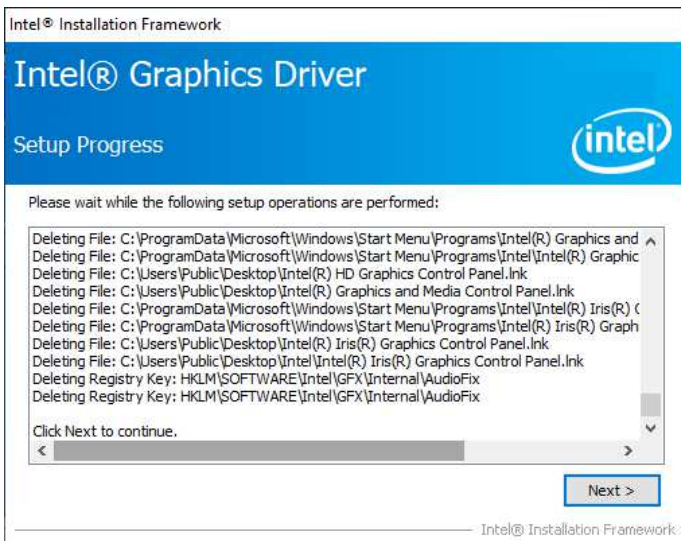 Intel® Installation Framework
Intel® Graphics Driver
Setup Progress
intel
Please wait while the following setup operations are performed:
Deleting File: C:\ProgramData\Microsoft\Windows\Start Menu\Programs\Intel(R) Graphics and
Deleting File: C:\ProgramData\Microsoft\Windows\Start Menu\Programs\Intel\Intel(R) Graphic
Deleting File: C:\Users\Public\Desktop\Intel(R) HD Graphics Control Panel.lnk
Deleting File: C:\Users\Public\Desktop\Intel(R) Graphics and Media Control Panel.lnk
Deleting File: C:\ProgramData\Microsoft\Windows\Start Menu\Programs\Intel\Intel(R) Iris(R) G
Deleting File: C:\ProgramData\Microsoft\Windows\Start Menu\Programs\Intel(R) Iris(R) Graph
Deleting File: C:\Users\Public\Desktop\Intel(R) Iris(R) Graphics Control Panel.lnk
Deleting File: C:\Users\Public\Desktop\Intel\Intel(R) Iris(R) Graphics Control Panel.lnk
Deleting Registry Key: HKLM\SOFTWARE\Intel\GFX\Internal\AudioFix
Deleting Registry Key: HKLM\SOFTWARE\Intel\GFX\Internal\AudioFix
Click Next to continue.
Next >
Intel® Installation Framework